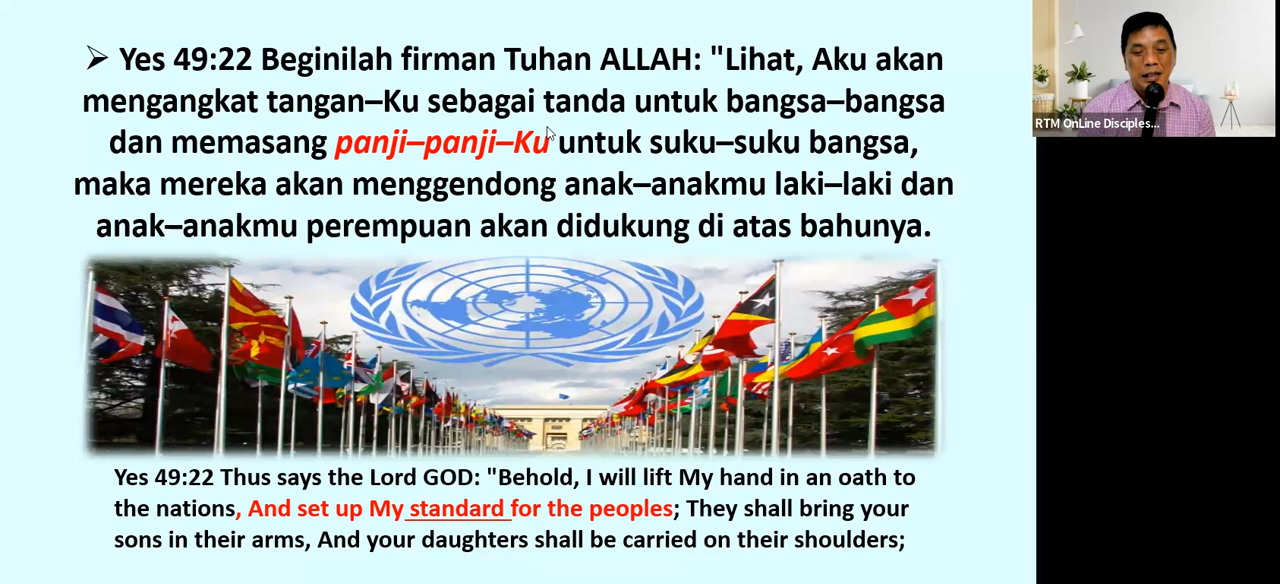 ➢ Yes 49:22 Beginilah firman Tuhan ALLAH: "Lihat, Aku akan
mengangkat tangan–Ku sebagai tanda untuk bangsa–bangsa
dan memasang panji–panji–Ku untuk suku–suku bangsa,
maka mereka akan menggendong anak–anakmu laki–laki dan
anak–anakmu perempuan akan didukung di atas bahunya.
Yes 49:22 Thus says the Lord GOD: "Behold, I will lift My hand in an oath to
the nations, And set up My standard for the peoples; They shall bring your
sons in their arms, And your daughters shall be carried on their shoulders;
RTM OnLine Disciples...